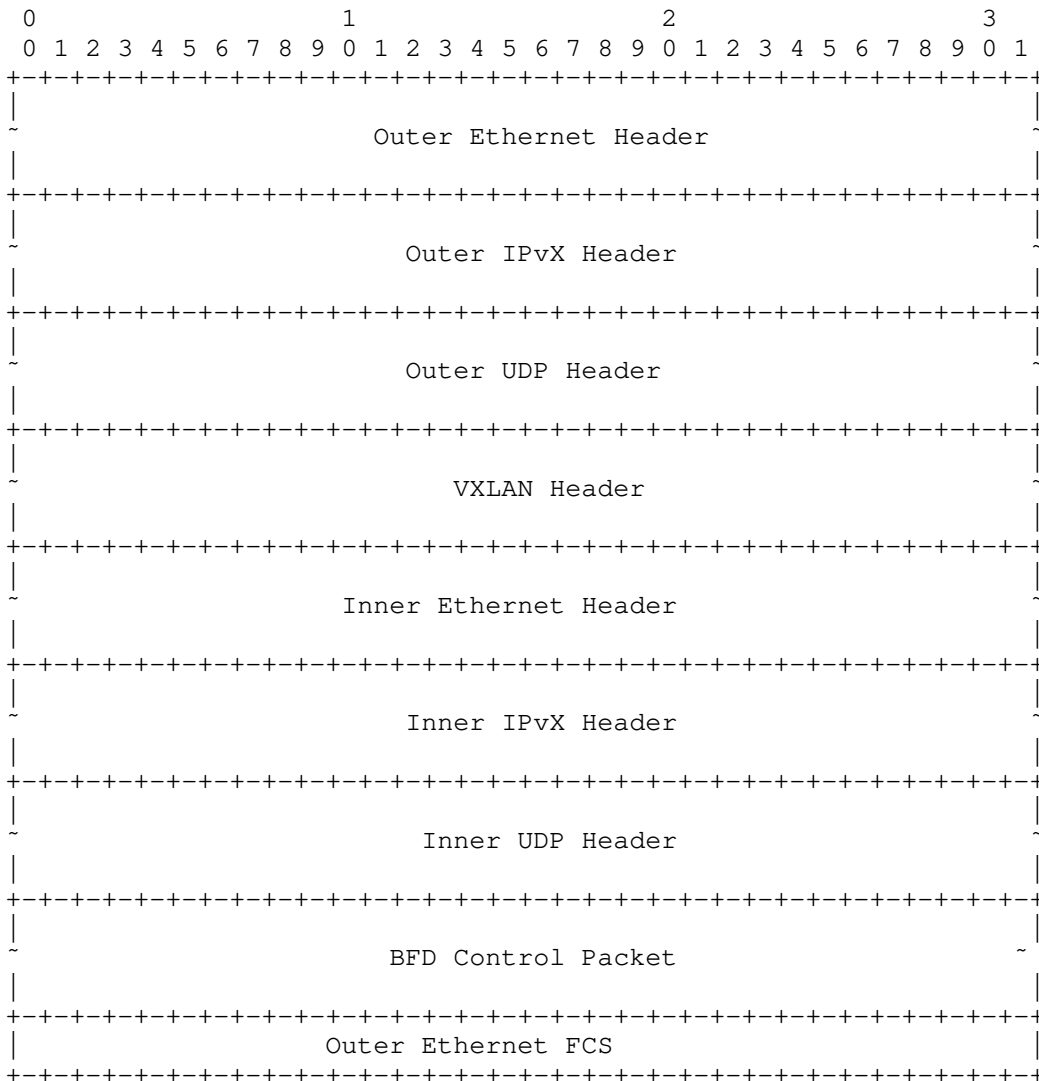 0                   1                   2                   3
0 1 2 3 4 5 6 7 8 9 0 1 2 3 4 5 6 7 8 9 0 1 2 3 4 5 6 7 8 9 0 1
+-+-+-+-+-+-+-+-+-+-+-+-+-+-+-+-+-+-+-+-+-+-+-+-+-+-+-+-+-+-+-+-+
|                                                               |
~                      Outer Ethernet Header                    ~
|                                                               |
+-+-+-+-+-+-+-+-+-+-+-+-+-+-+-+-+-+-+-+-+-+-+-+-+-+-+-+-+-+-+-+-+
|                                                               |
~                        Outer IPvX Header                      ~
|                                                               |
+-+-+-+-+-+-+-+-+-+-+-+-+-+-+-+-+-+-+-+-+-+-+-+-+-+-+-+-+-+-+-+-+
|                                                               |
~                        Outer UDP Header                       ~
|                                                               |
+-+-+-+-+-+-+-+-+-+-+-+-+-+-+-+-+-+-+-+-+-+-+-+-+-+-+-+-+-+-+-+-+
|                                                               |
~                           VXLAN Header                        ~
|                                                               |
+-+-+-+-+-+-+-+-+-+-+-+-+-+-+-+-+-+-+-+-+-+-+-+-+-+-+-+-+-+-+-+-+
|                                                               |
~                    Inner Ethernet Header                      ~
|                                                               |
+-+-+-+-+-+-+-+-+-+-+-+-+-+-+-+-+-+-+-+-+-+-+-+-+-+-+-+-+-+-+-+-+
|                                                               |
~                        Inner IPvX Header                      ~
|                                                               |
+-+-+-+-+-+-+-+-+-+-+-+-+-+-+-+-+-+-+-+-+-+-+-+-+-+-+-+-+-+-+-+-+
|                                                               |
~                         Inner UDP Header                      ~
|                                                               |
+-+-+-+-+-+-+-+-+-+-+-+-+-+-+-+-+-+-+-+-+-+-+-+-+-+-+-+-+-+-+-+-+
|                                                               |
~                       BFD Control Packet                     ~
|                                                               |
+-+-+-+-+-+-+-+-+-+-+-+-+-+-+-+-+-+-+-+-+-+-+-+-+-+-+-+-+-+-+-+-+
|                   Outer Ethernet FCS                          |
+-+-+-+-+-+-+-+-+-+-+-+-+-+-+-+-+-+-+-+-+-+-+-+-+-+-+-+-+-+-+-+-+